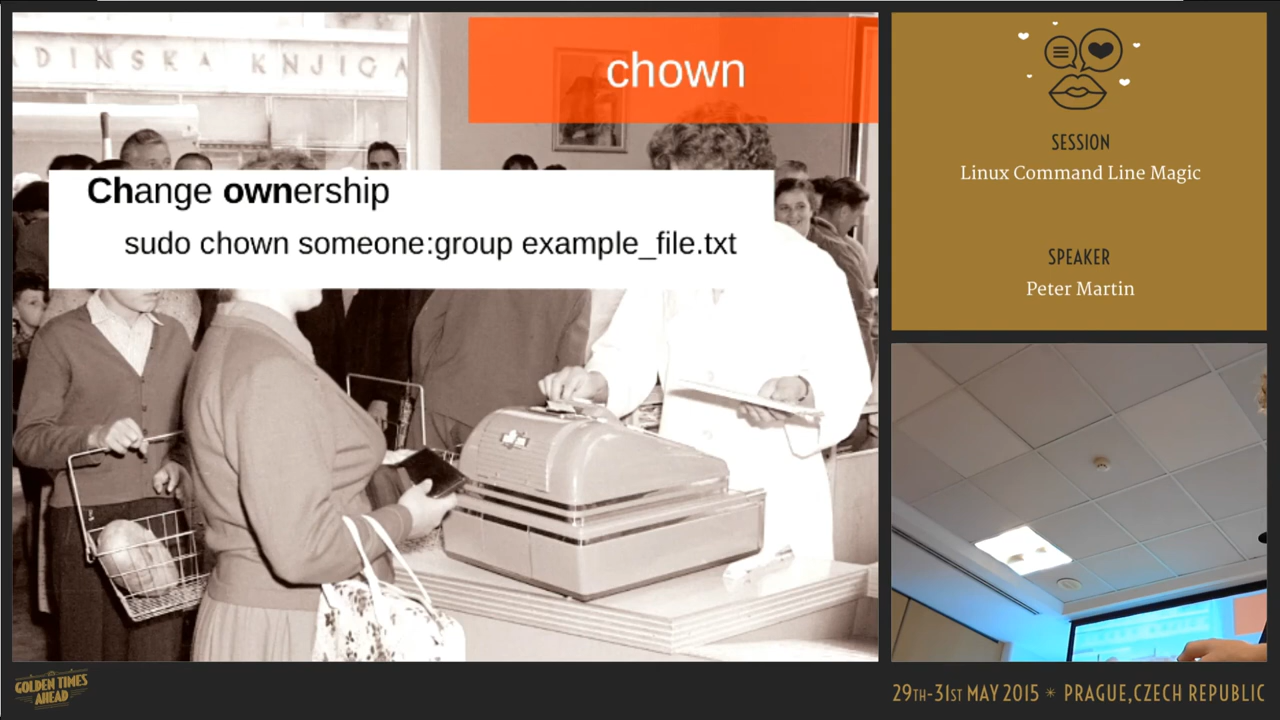 ADINSKA KNJIGA
chown
Change ownership
sudo chown someone:group example_file.txt
SESSION
Linux Command Line Magic
SPEAKER
Peter Martin
GOLDEN TIMES
AHEAD
29TH-31ST MAY 2015 * PRAGUE,CZECH REPUBLIC